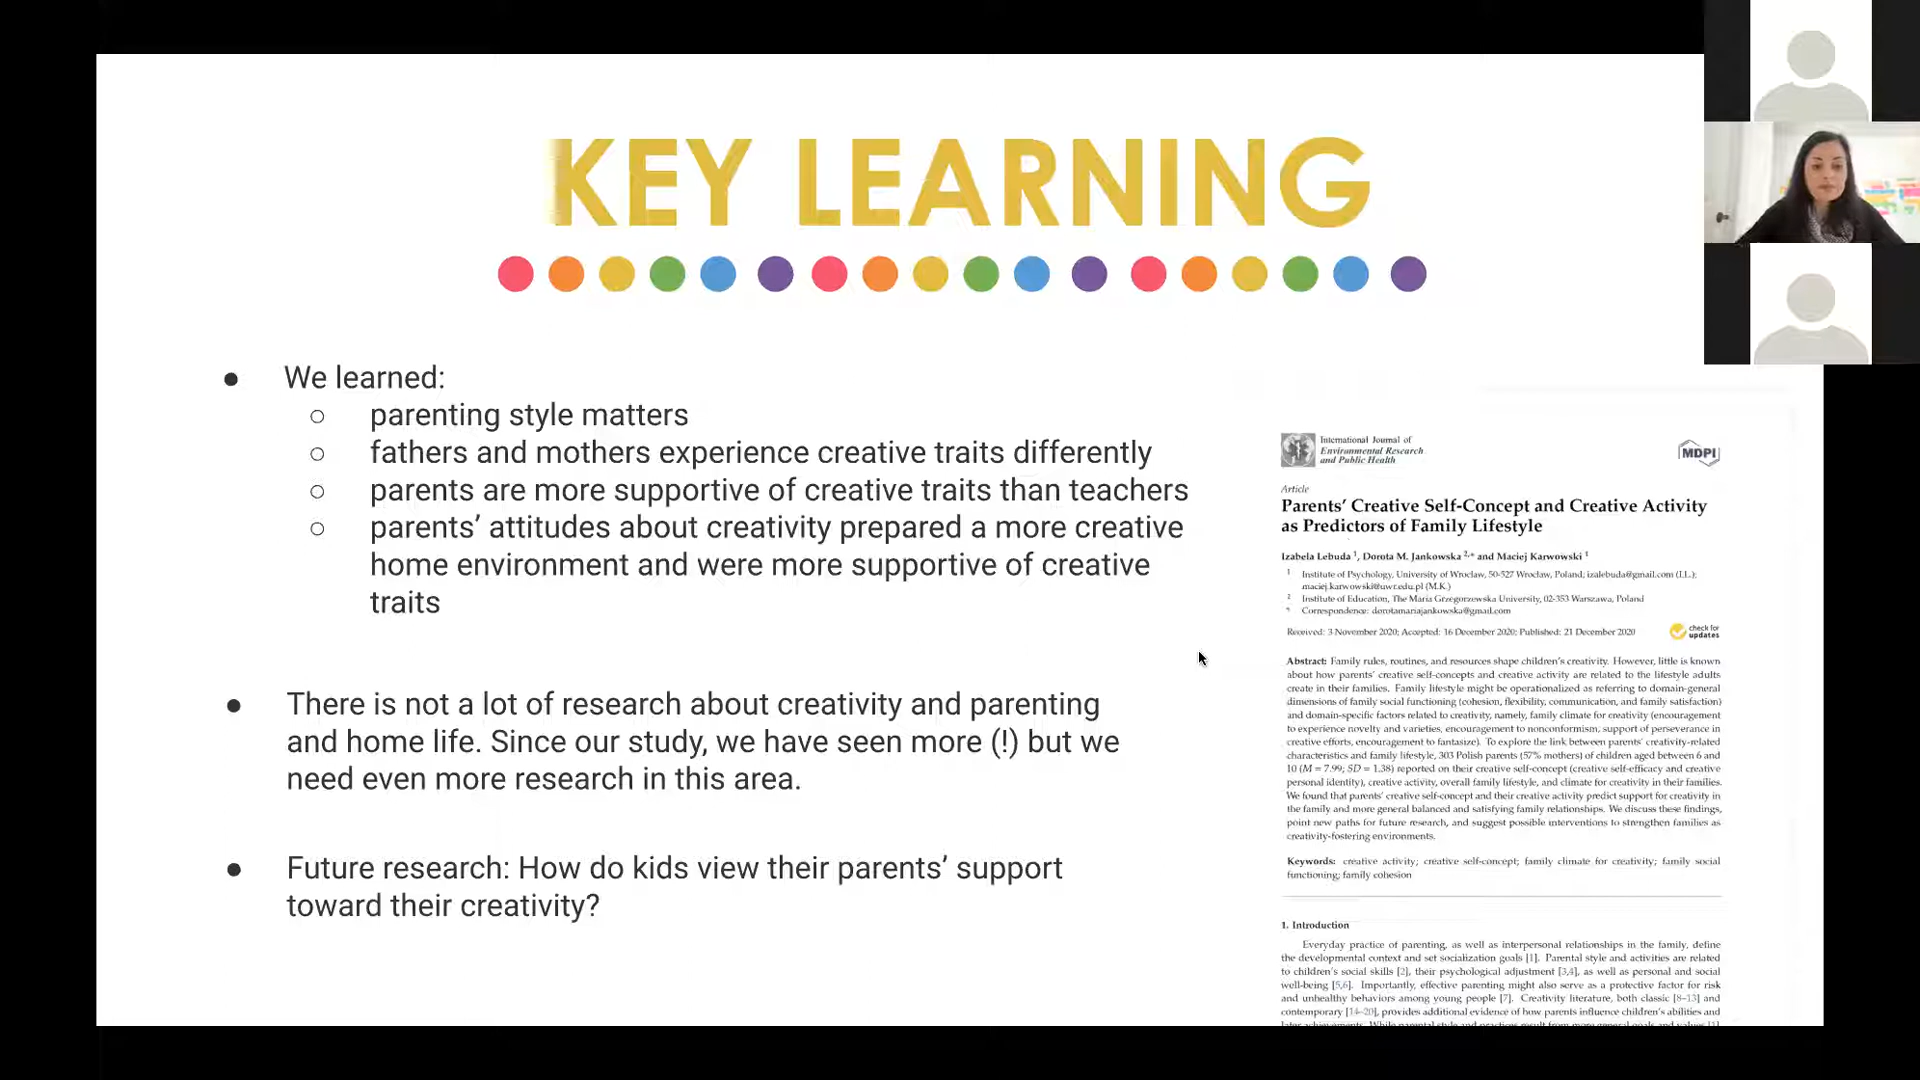 KEY LEARNING
● We learned:
○ parenting style matters
○ fathers and mothers experience creative traits differently
○ parents are more supportive of creative traits than teachers
○ parents’ attitudes about creativity prepared a more creative
home environment and were more supportive of creative
traits
● There is not a lot of research about creativity and parenting
and home life. Since our study, we have seen more (!) but we
need even more research in this area.
● Future research: How do kids view their parents’ support
toward their creativity?
International Journal of
Environmental Research
and Public Health
MDPI
Article
Parents’ Creative Self-Concept and Creative Activity
as Predictors of Family Lifestyle
Izabela Lebuda 1, Dorota M. Jankowska 2,* and Maciej Karwowski 1
1 Institute of Psychology, University of Wroclaw, 50-527 Wrocław, Poland; izalebuda@gmail.com (I.L.);
maciej.karwowski@uwr.edu.pl (M.K.)
2 Institute of Education, The Maria Grzegorzewska University, 02-353 Warszawa, Poland
* Correspondence: dorotamariajankowska@gmail.com
Received: 3 November 2020; Accepted: 16 December 2020; Published: 21 December 2020
check for
updates
Abstract: Family rules, routines, and resources shape children’s creativity. However, little is known
about how parents’ creative self-concepts and creative activity are related to the lifestyle adults
create in their families. Family lifestyle might be operationalized as referring to domain-general
dimensions of family social functioning (cohesion, flexibility, communication, and family satisfaction)
and domain-specific factors related to creativity, namely, family climate for creativity (encouragement
to experience novelty and varieties, encouragement to nonconformism, support of perseverance in
creative efforts, encouragement to fantasize). To explore the link between parents’ creativity-related
characteristics and family lifestyle, 303 Polish parents (57% mothers) of children aged between 6 and
10 (M = 7.99; SD = 1.38) reported on their creative self-concept (creative self-efficacy and creative
personal identity), creative activity, overall family lifestyle, and climate for creativity in their families.
We found that parents’ creative self-concept and their creative activity predict support for creativity in
the family and more general balanced and satisfying family relationships. We discuss these findings,
point new paths for future research, and suggest possible interventions to strengthen families as
creativity-fostering environments.
Keywords: creative activity; creative self-concept; family climate for creativity; family social
functioning; family cohesion
1. Introduction
Everyday practice of parenting, as well as interpersonal relationships in the family, define
the developmental context and set socialization goals [1]. Parental style and activities are related
to children’s social skills [2], their psychological adjustment [3,4], as well as personal and social
well-being [5,6]. Importantly, effective parenting might also serve as a protective factor for risk
and unhealthy behaviors among young people [7]. Creativity literature, both classic [8–13] and
contemporary [14–20], provides additional evidence of how parents influence children’s abilities and